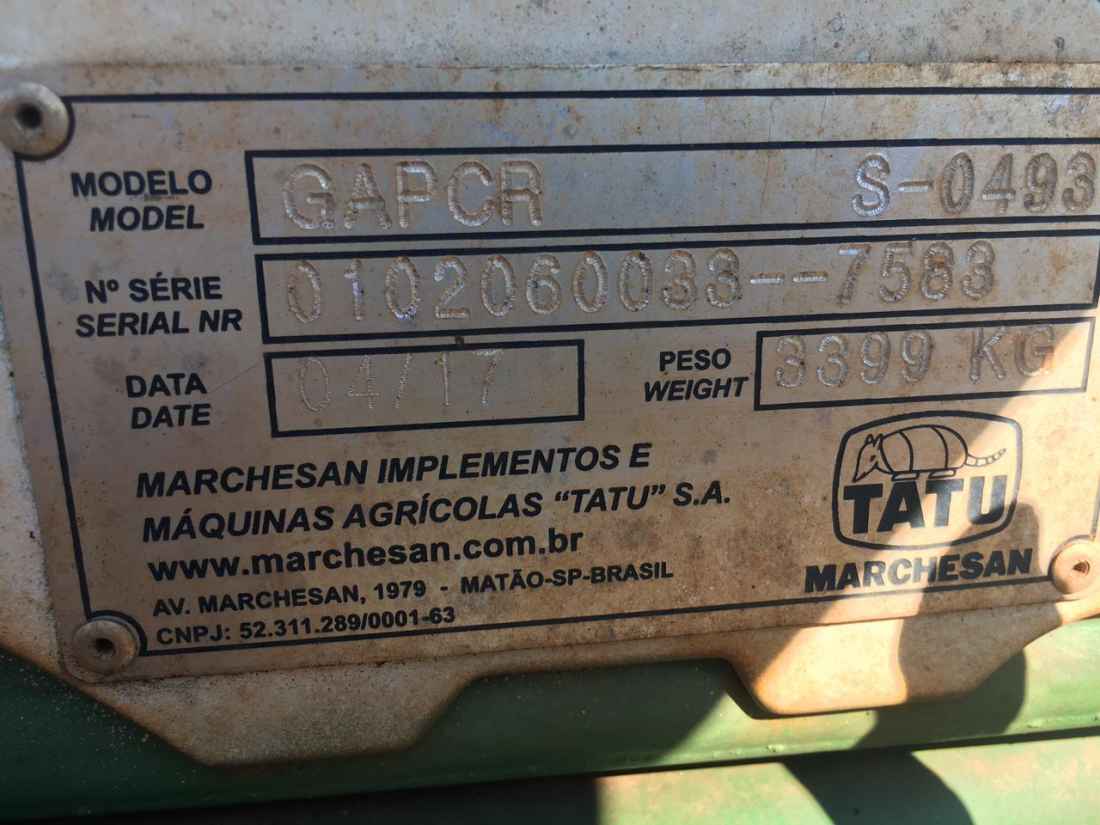 MODELO GAPCR S-0493
MODEL
Nº SÉRIE 0102060033--7583
SERIAL NR
DATA 04/17 PESO 3399 KG
DATE WEIGHT
MARCHESAN IMPLEMENTOS E
MÁQUINAS AGRÍCOLAS “TATU” S.A.
www.marchesan.com.br
AV. MARCHESAN, 1979 - MATÃO-SP-BRASIL
CNPJ: 52.311.289/0001-63
TATU
MARCHESAN